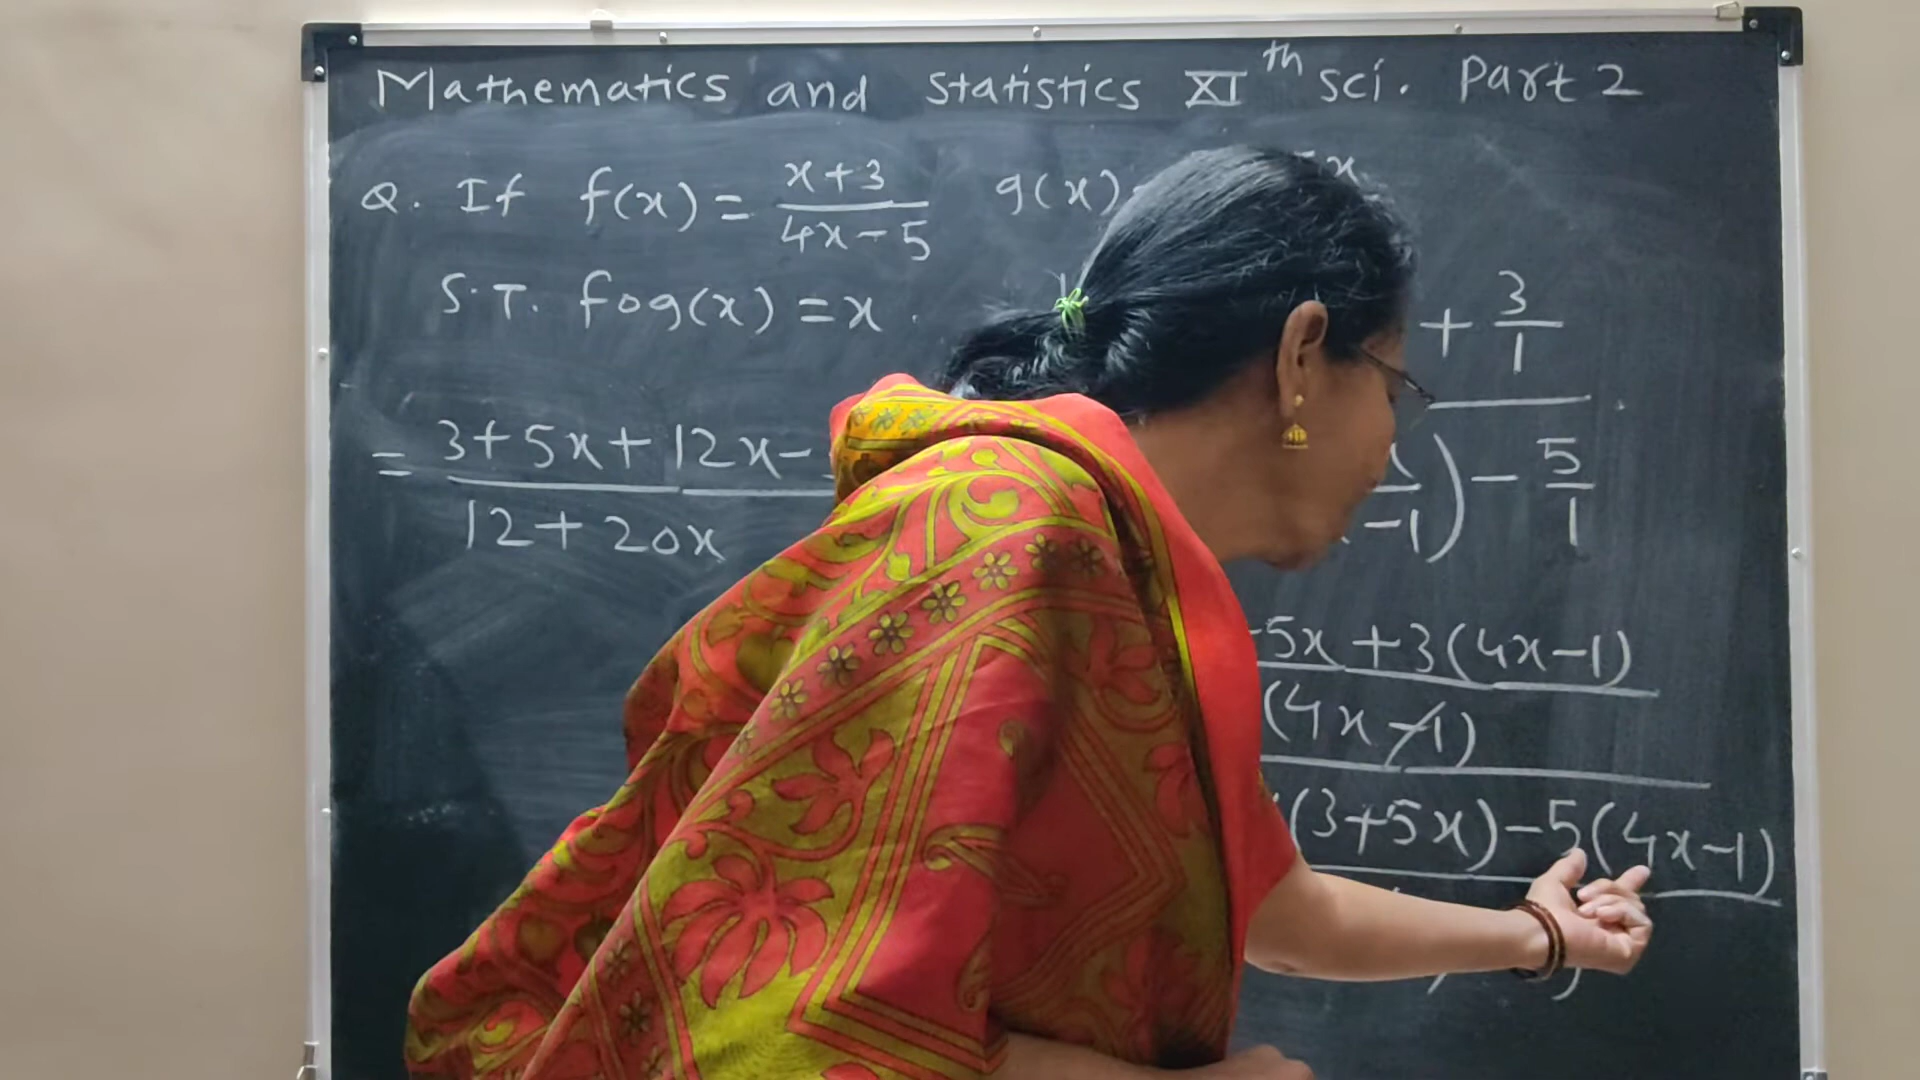 Mathematics and Statistics XIth sci. Part 2
Q. If f(x) = x+3 / 4x-5 g(x)
S.T. fog(x) = x.
+ 3/1
) - 5/1
-1
= 3+5x+12x-
12+20x
5x+3(4x-1)
(4x-1)
(3+5x)-5(4x-1)